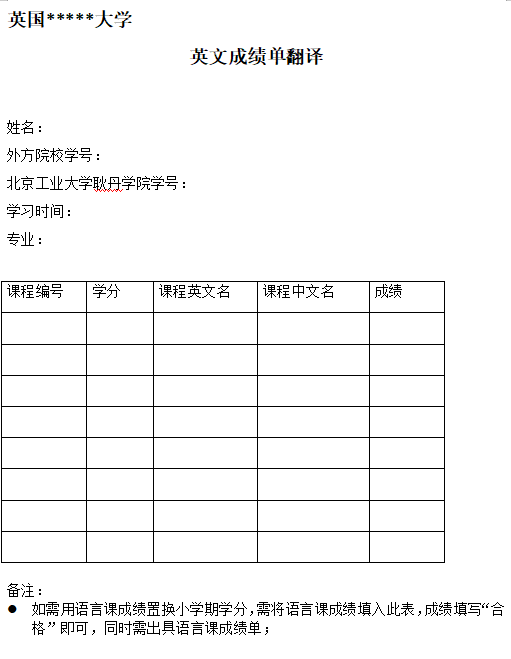 英国*****大学
英文成绩单翻译
姓名：
外方院校学号：
北京工业大学耿丹学院学号：
学习时间：
专业：
课程编号 学分 课程英文名 课程中文名 成绩
备注：
● 如需用语言课成绩置换小学期学分，需将语言课成绩填入此表，成绩填写“合
格”即可，同时需出具语言课成绩单；